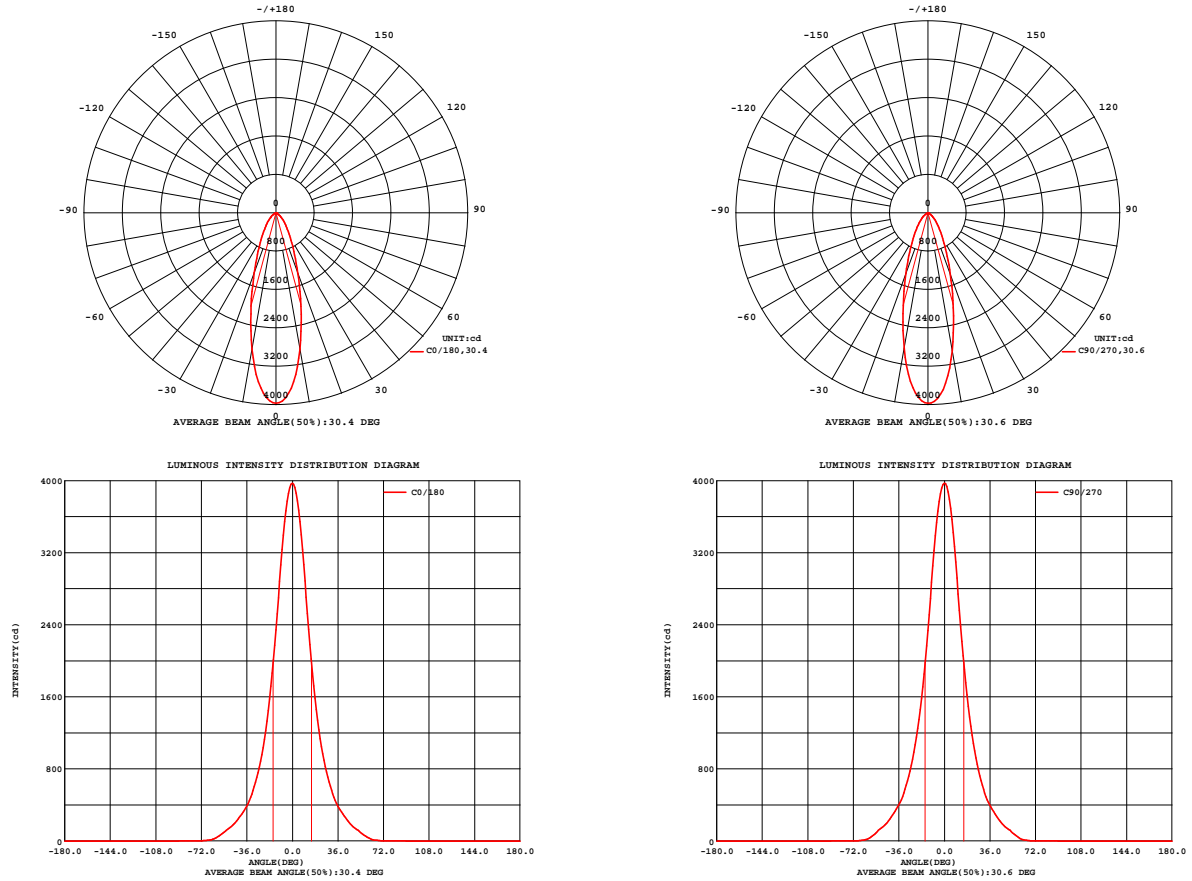 -/+180
-150 150
-120 120
-90 90
-60 60
-30 30
0
0
800
1600
2400
3200
4000
UNIT:cd
C0/180,30.4
AVERAGE BEAM ANGLE(50%):30.4 DEG
-/+180
-150 150
-120 120
-90 90
-60 60
-30 30
0
0
800
1600
2400
3200
4000
UNIT:cd
C90/270,30.6
AVERAGE BEAM ANGLE(50%):30.6 DEG
LUMINOUS INTENSITY DISTRIBUTION DIAGRAM
C0/180
INTENSITY(cd)
4000
3200
2400
1600
800
0
-180.0 -144.0 -108.0 -72.0 -36.0 0.0 36.0 72.0 108.0 144.0 180.0
ANGLE(DEG)
AVERAGE BEAM ANGLE(50%):30.4 DEG
LUMINOUS INTENSITY DISTRIBUTION DIAGRAM
C90/270
INTENSITY(cd)
4000
3200
2400
1600
800
0
-180.0 -144.0 -108.0 -72.0 -36.0 0.0 36.0 72.0 108.0 144.0 180.0
ANGLE(DEG)
AVERAGE BEAM ANGLE(50%):30.6 DEG